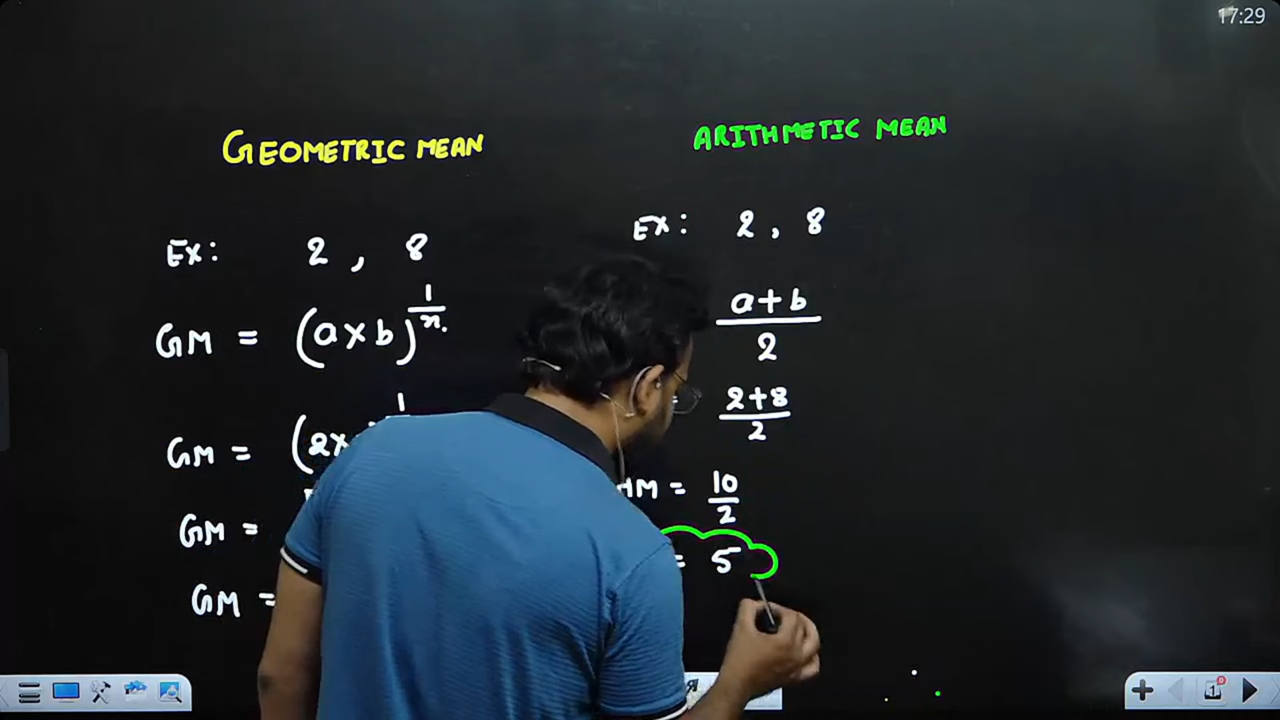 17:29
GEOMETRIC MEAN
EX: 2 , 8
GM = (a×b)^1/n.
GM = (2×
GM =
GM =
ARITHMETIC MEAN
EX: 2 , 8
a+b/2
2+8/2
AM = 10/2
= 5
1